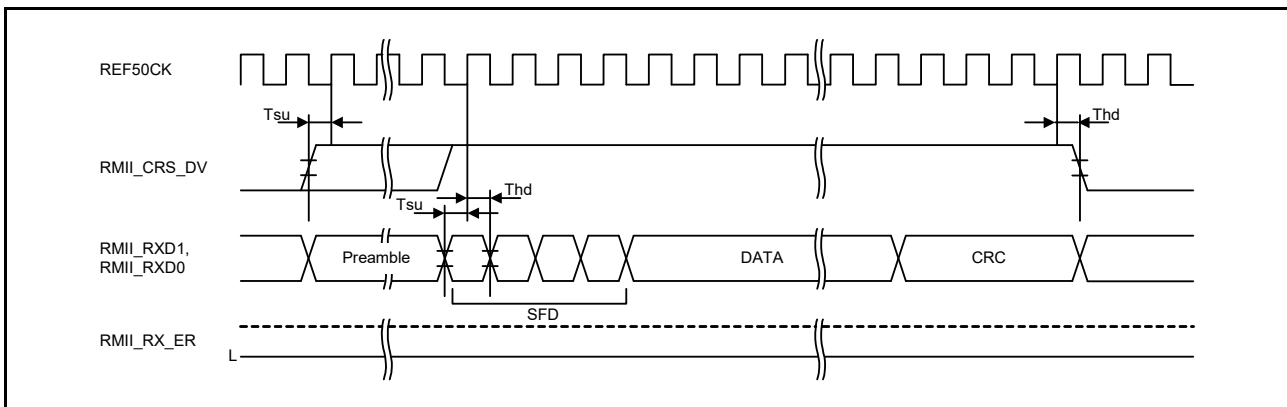 REF50CK
Tsu
Thd
RMII_CRS_DV
Tsu
Thd
RMII_RXD1,
RMII_RXD0
Preamble
DATA
CRC
SFD
RMII_RX_ER
L